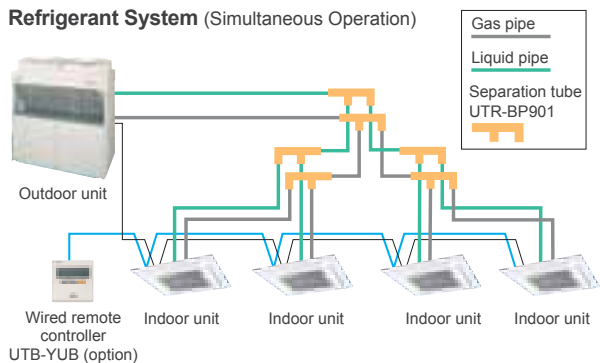 Refrigerant System (Simultaneous Operation)
Gas pipe
Liquid pipe
Separation tube
UTR-BP901
Outdoor unit
Wired remote
controller
UTB-YUB (option)
Indoor unit
Indoor unit
Indoor unit
Indoor unit